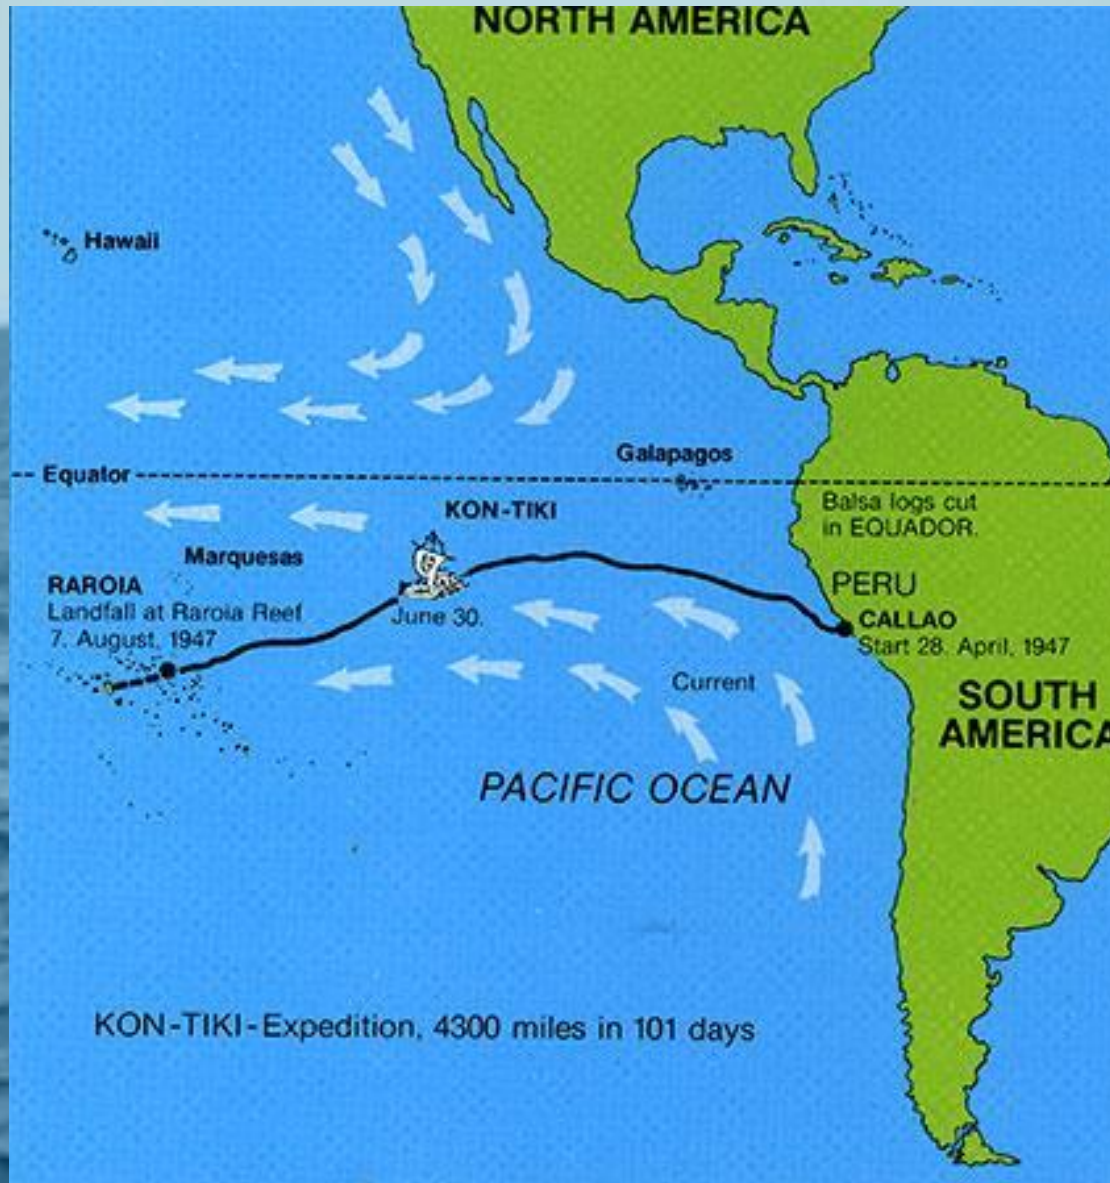 NORTH AMERICA
Hawaii
Galapagos
Equator
Balsa logs cut
in EQUADOR.
KON-TIKI
Marquesas
RAROIA
Landfall at Raroia Reef
7. August, 1947
June 30.
PERU
CALLAO
Start 28. April, 1947
Current
SOUTH
AMERICA
PACIFIC OCEAN
KON-TIKI-Expedition, 4300 miles in 101 days